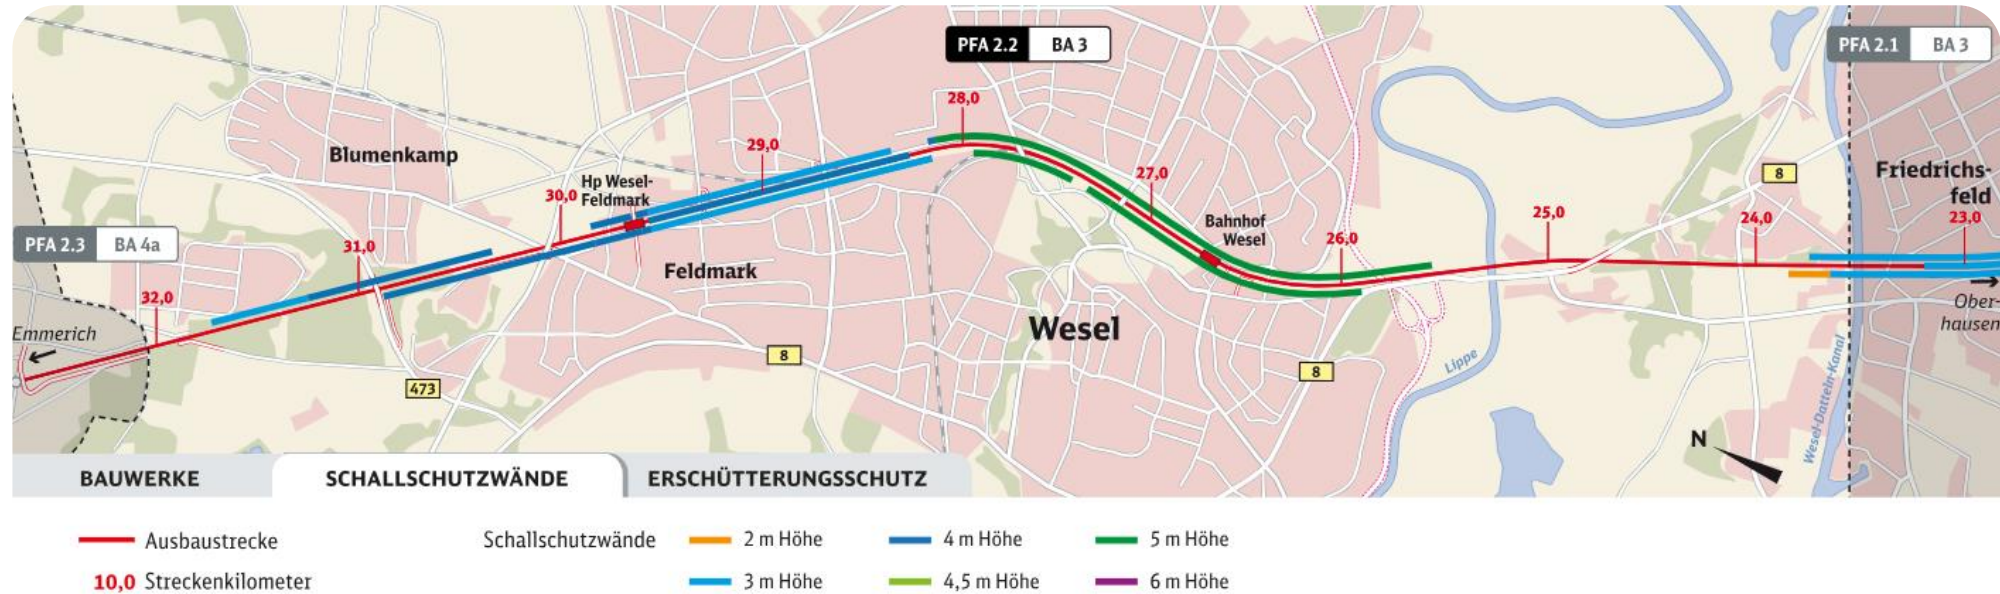 PFA 2.2 BA 3
PFA 2.1 BA 3
28,0
29,0
Blumenkamp
8
Friedrichs-
feld
27,0
Hp Wesel-
Feldmark
30,0
Bahnhof
Wesel
25,0
24,0
23,0
PFA 2.3 BA 4a
31,0
26,0
Feldmark
32,0
Emmerich
Wesel
Ober-
hausen
8
473
8
Lippe
Wesel-Datteln-Kanal
N
BAUWERKE
SCHALLSCHUTZWÄNDE
ERSCHÜTTERUNGSSCHUTZ
Ausbaustrecke
Schallschutzwände
2 m Höhe
4 m Höhe
5 m Höhe
10,0 Streckenkilometer
3 m Höhe
4,5 m Höhe
6 m Höhe